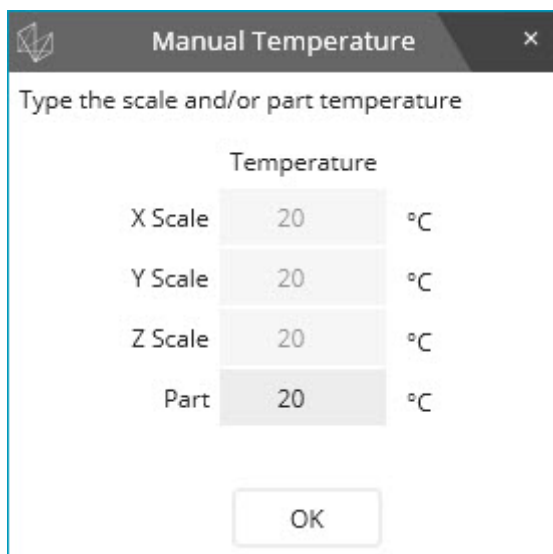 Manual Temperature ×
Type the scale and/or part temperature
Temperature
X Scale 20 °C
Y Scale 20 °C
Z Scale 20 °C
Part 20 °C
OK